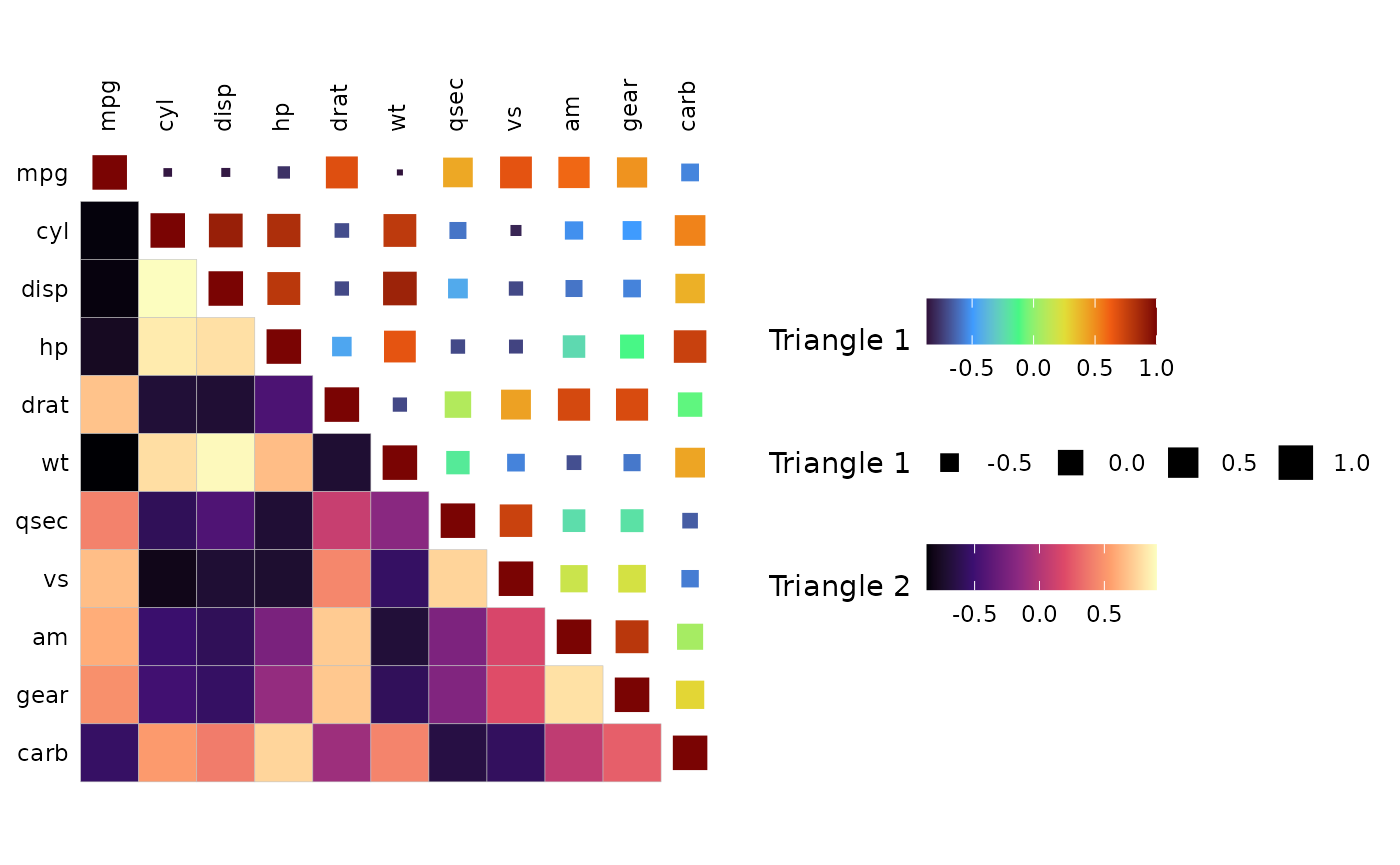 mpg cyl disp hp drat wt qsec vs am gear carb
mpg
cyl
disp
hp
drat
wt
qsec
vs
am
gear
carb
Triangle 1
-0.5 0.0 0.5 1.0
Triangle 1 -0.5 0.0 0.5 1.0
Triangle 2
-0.5 0.0 0.5